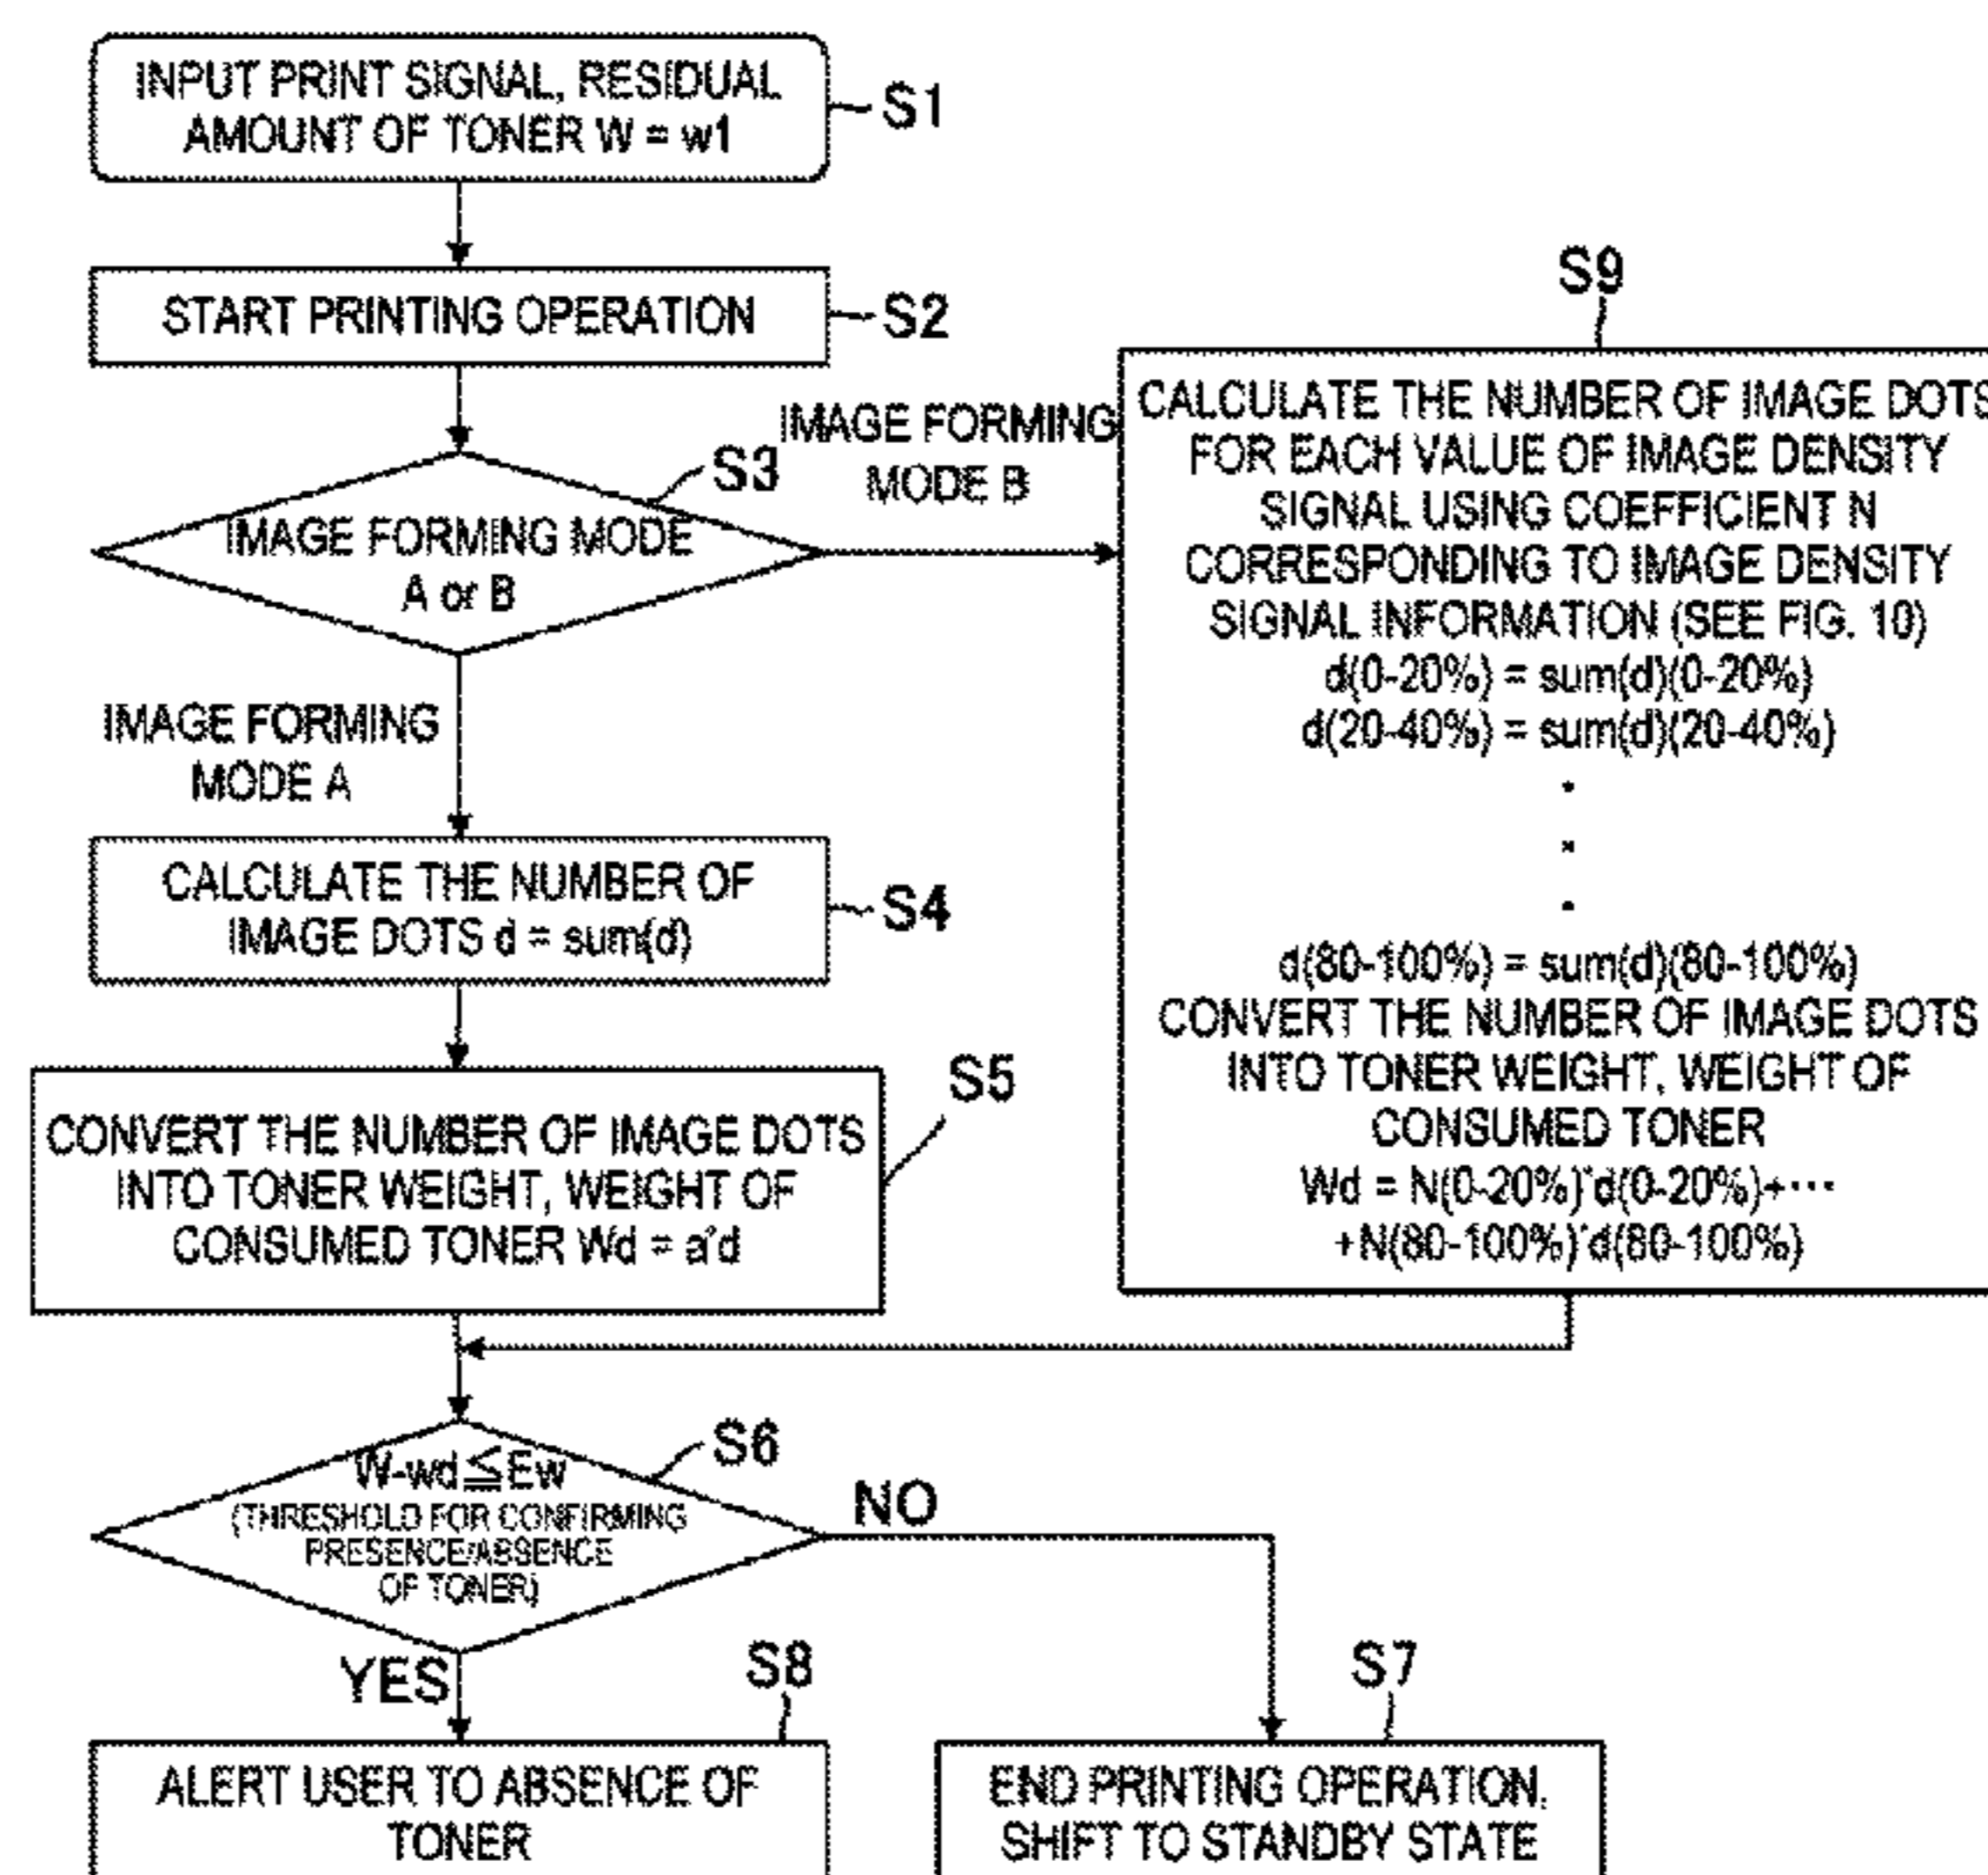 INPUT PRINT SIGNAL, RESIDUAL
AMOUNT OF TONER W = w1
S1
START PRINTING OPERATION
S2
IMAGE FORMING MODE
A or B
S3
IMAGE FORMING
MODE B
IMAGE FORMING
MODE A
CALCULATE THE NUMBER OF
IMAGE DOTS d = sum(d)
S4
CONVERT THE NUMBER OF IMAGE DOTS
INTO TONER WEIGHT, WEIGHT OF
CONSUMED TONER Wd = a*d
S5
S9
CALCULATE THE NUMBER OF IMAGE DOTS
FOR EACH VALUE OF IMAGE DENSITY
SIGNAL USING COEFFICIENT N
CORRESPONDING TO IMAGE DENSITY
SIGNAL INFORMATION (SEE FIG. 10)
d(0-20%) = sum(d)(0-20%)
d(20-40%) = sum(d)(20-40%)
.
.
.
d(80-100%) = sum(d)(80-100%)
CONVERT THE NUMBER OF IMAGE DOTS
INTO TONER WEIGHT, WEIGHT OF
CONSUMED TONER
Wd = N(0-20%)*d(0-20%)+···
+N(80-100%)*d(80-100%)
W-wd≦Ew
(THRESHOLD FOR CONFIRMING
PRESENCE/ABSENCE
OF TONER)
S6
NO
YES
S8
ALERT USER TO ABSENCE OF
TONER
S7
END PRINTING OPERATION,
SHIFT TO STANDBY STATE